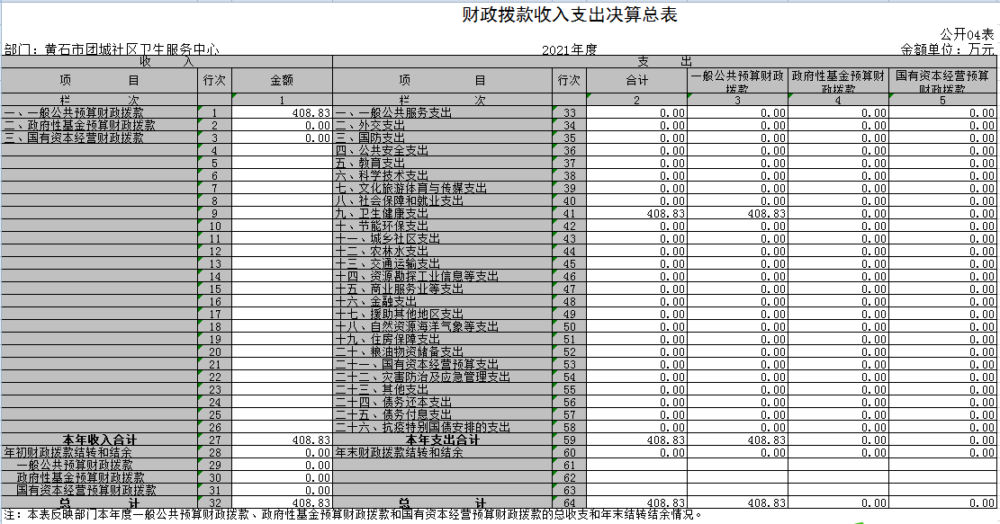 财政拨款收入支出决算总表
公开04表
部门：黄石市团城社区卫生服务中心 2021年度 金额单位：万元
收 入 支 出
项 目 行次 金额 项 目 行次 合计 一般公共预算财政拨款 政府性基金预算财政拨款 国有资本经营预算财政拨款
栏 次 1 栏 次 2 3 4 5
一、一般公共预算财政拨款 1 408.83 一、一般公共服务支出 33 0.00 0.00 0.00 0.00
二、政府性基金预算财政拨款 2 0.00 二、外交支出 34 0.00 0.00 0.00 0.00
三、国有资本经营财政拨款 3 0.00 三、国防支出 35 0.00 0.00 0.00 0.00
4 四、公共安全支出 36 0.00 0.00 0.00 0.00
5 五、教育支出 37 0.00 0.00 0.00 0.00
6 六、科学技术支出 38 0.00 0.00 0.00 0.00
7 七、文化旅游体育与传媒支出 39 0.00 0.00 0.00 0.00
8 八、社会保障和就业支出 40 0.00 0.00 0.00 0.00
9 九、卫生健康支出 41 408.83 408.83 0.00 0.00
10 十、节能环保支出 42 0.00 0.00 0.00 0.00
11 十一、城乡社区支出 43 0.00 0.00 0.00 0.00
12 十二、农林水支出 44 0.00 0.00 0.00 0.00
13 十三、交通运输支出 45 0.00 0.00 0.00 0.00
14 十四、资源勘探工业信息等支出 46 0.00 0.00 0.00 0.00
15 十五、商业服务业等支出 47 0.00 0.00 0.00 0.00
16 十六、金融支出 48 0.00 0.00 0.00 0.00
17 十七、援助其他地区支出 49 0.00 0.00 0.00 0.00
18 十八、自然资源海洋气象等支出 50 0.00 0.00 0.00 0.00
19 十九、住房保障支出 51 0.00 0.00 0.00 0.00
20 二十、粮油物资储备支出 52 0.00 0.00 0.00 0.00
21 二十一、国有资本经营预算支出 53 0.00 0.00 0.00 0.00
22 二十二、灾害防治及应急管理支出 54 0.00 0.00 0.00 0.00
23 二十三、其他支出 55 0.00 0.00 0.00 0.00
24 二十四、债务还本支出 56 0.00 0.00 0.00 0.00
25 二十五、债务付息支出 57 0.00 0.00 0.00 0.00
26 二十六、抗疫特别国债安排的支出 58 0.00 0.00 0.00 0.00
本年收入合计 27 408.83 本年支出合计 59 408.83 408.83 0.00 0.00
年初财政拨款结转和结余 28 0.00 年末财政拨款结转和结余 60 0.00 0.00 0.00 0.00
一般公共预算财政拨款 29 0.00 61
政府性基金预算财政拨款 30 0.00 62
国有资本经营预算财政拨款 31 0.00 63
总 计 32 408.83 总 计 64 408.83 408.83 0.00 0.00
注：本表反映部门本年度一般公共预算财政拨款、政府性基金预算财政拨款和国有资本经营预算财政拨款的总收支和年末结转结余情况。